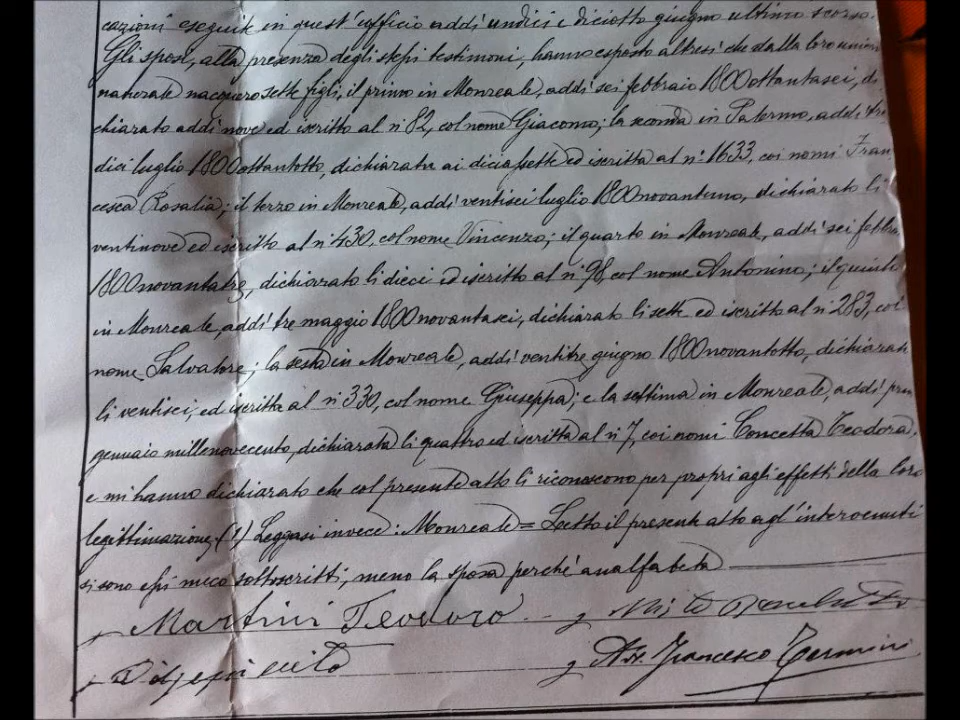 cazioni eseguite in quest'ufficio addì undici e diciotto giugno ultimo scorso.
Gli sposi, alla presenza degli stessi testimoni, hanno esposto altresì che dalla loro unione
naturale nacquero sette figli, il primo in Monreale, addì sei febbraio 1800ottantasei, di
chiarato addì nove ed iscritto al n° 82, col nome Giacomo; la seconda in Palermo, addì tre
dici luglio 1800ottantotto, dichiarata ai diciassette ed iscritta al n° 1633, coi nomi Fran
cesca Rosalia; il terzo in Monreale, addì ventisei luglio 1800novantuno, dichiarato li
ventinove ed iscritto al n° 430, col nome Vincenzo; il quarto in Monreale, addì sei febbra
1800novantatre, dichiarato li dieci ed iscritto al n° 98, col nome Antonino; il quinto
in Monreale, addì tre maggio 1800novantasei, dichiarato li sette ed iscritto al n° 283, col
nome Salvatore; la sesta in Monreale, addì ventitre giugno 1800novantotto, dichiarata
li ventisei, ed iscritta al n° 330, col nome Giuseppa; e la settima in Monreale, addì primo
gennaio millenovecento, dichiarata li quattro ed iscritta al n° 7, coi nomi Concetta Teodora,
e mi hanno dichiarato che col presente atto li riconoscono per propri agli effetti della loro
legittimazione. (1) Leggasi invece: Monreale = Letto il presente atto agl'intervenuti
si sono essi meco sottoscritti, meno la sposa perchè analfabeta
Martini Teodoro
Francesco Termini